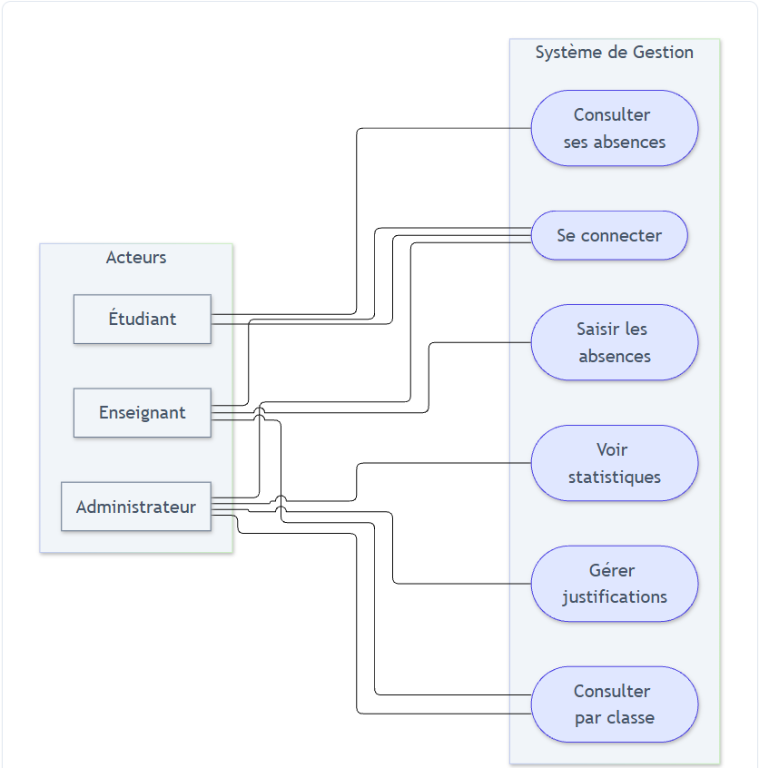 Système de Gestion
Consulter
ses absences
Se connecter
Acteurs
Étudiant
Saisir les
absences
Enseignant
Voir
statistiques
Administrateur
Gérer
justifications
Consulter
par classe